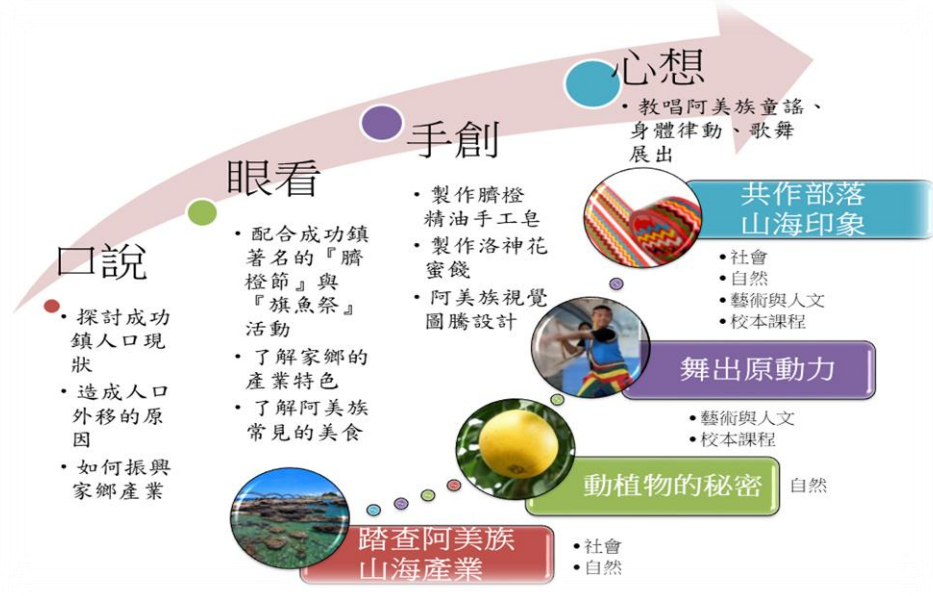 口說
• 探討成功
鎮人口現
狀
• 造成人口
外移的原
因
• 如何振興
家鄉產業
眼看
• 配合成功鎮
著名的『臍
橙節』與
『旗魚祭』
活動
• 了解家鄉的
產業特色
• 了解阿美族
常見的美食
手創
• 製作臍橙
精油手工皂
• 製作洛神花
蜜餞
• 阿美族視覺
圖騰設計
心想
• 教唱阿美族童謠、
身體律動、歌舞
展出
共作部落
山海印象
•社會
•自然
•藝術與人文
•校本課程
舞出原動力
•藝術與人文
•校本課程
動植物的秘密
自然
踏查阿美族
山海產業
•社會
•自然